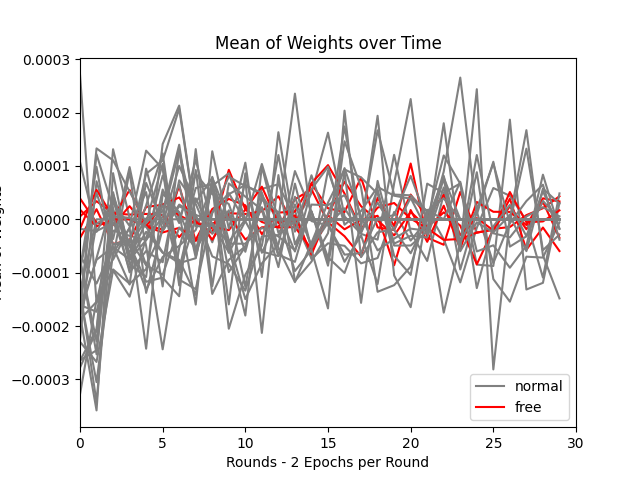 Mean of Weights over Time
0.0003
0.0002
0.0001
0.0000
−0.0001
−0.0002
−0.0003
0 5 10 15 20 25 30
Rounds - 2 Epochs per Round
normal
free